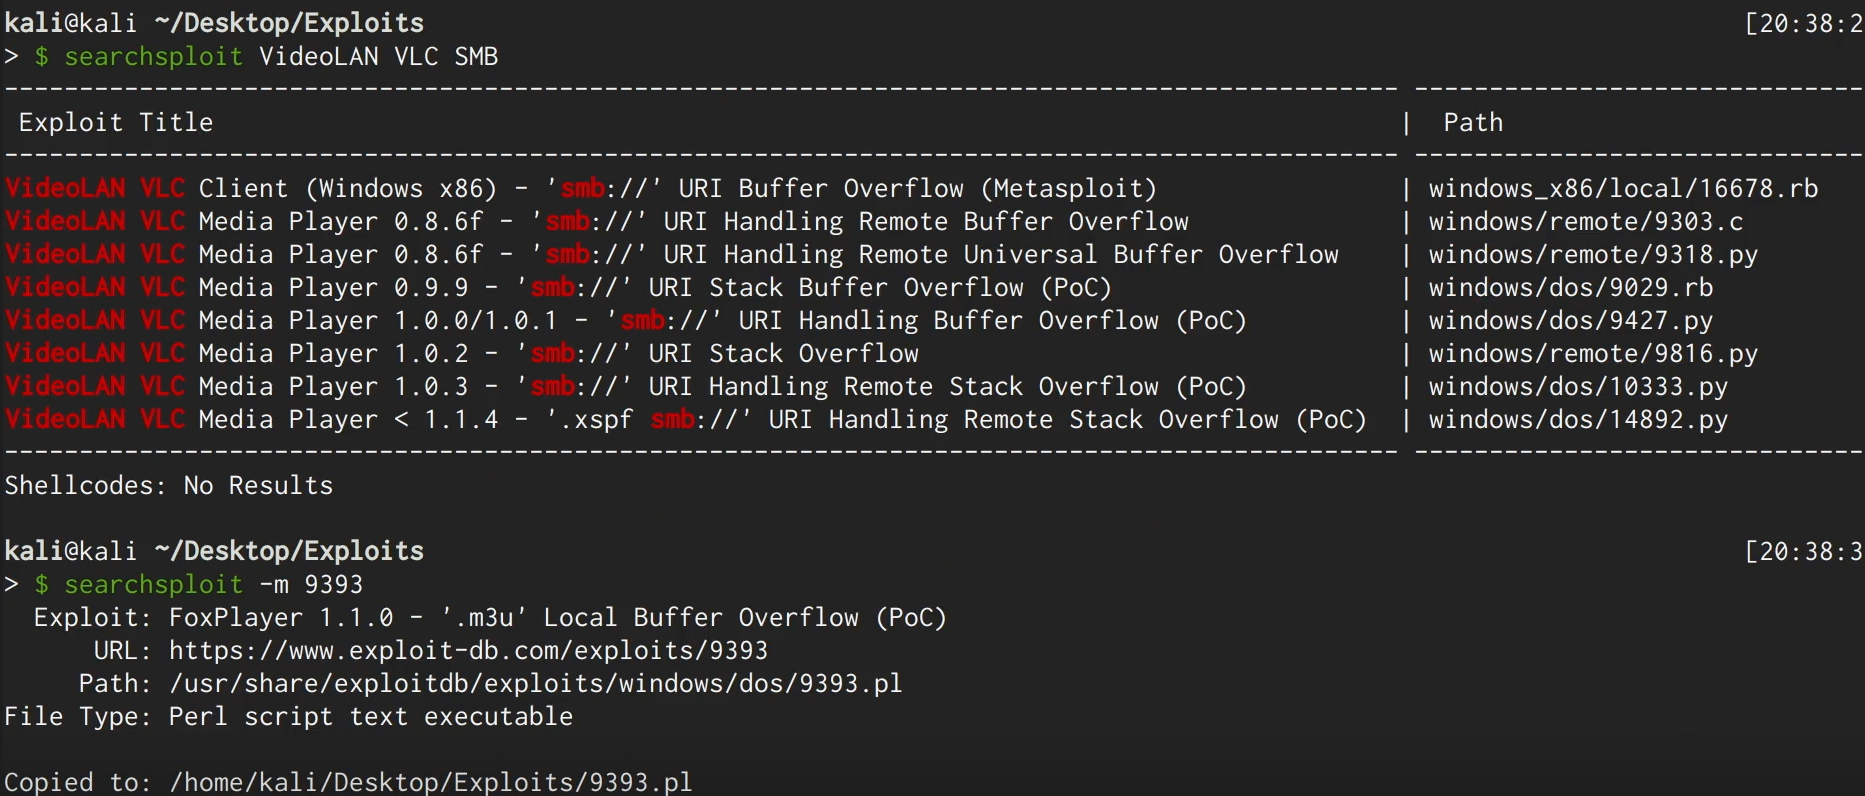 kali@kali ~/Desktop/Exploits [20:38:2
> $ searchsploit VideoLAN VLC SMB
---------------------------------------------------------------------------------------------- ------------------------------
Exploit Title | Path
---------------------------------------------------------------------------------------------- ------------------------------
VideoLAN VLC Client (Windows x86) - 'smb://' URI Buffer Overflow (Metasploit) | windows_x86/local/16678.rb
VideoLAN VLC Media Player 0.8.6f - 'smb://' URI Handling Remote Buffer Overflow | windows/remote/9303.c
VideoLAN VLC Media Player 0.8.6f - 'smb://' URI Handling Remote Universal Buffer Overflow | windows/remote/9318.py
VideoLAN VLC Media Player 0.9.9 - 'smb://' URI Stack Buffer Overflow (PoC) | windows/dos/9029.rb
VideoLAN VLC Media Player 1.0.0/1.0.1 - 'smb://' URI Handling Buffer Overflow (PoC) | windows/dos/9427.py
VideoLAN VLC Media Player 1.0.2 - 'smb://' URI Stack Overflow | windows/remote/9816.py
VideoLAN VLC Media Player 1.0.3 - 'smb://' URI Handling Remote Stack Overflow (PoC) | windows/dos/10333.py
VideoLAN VLC Media Player < 1.1.4 - '.xspf smb://' URI Handling Remote Stack Overflow (PoC) | windows/dos/14892.py
---------------------------------------------------------------------------------------------- ------------------------------
Shellcodes: No Results
kali@kali ~/Desktop/Exploits [20:38:3
> $ searchsploit -m 9393
Exploit: FoxPlayer 1.1.0 - '.m3u' Local Buffer Overflow (PoC)
URL: https://www.exploit-db.com/exploits/9393
Path: /usr/share/exploitdb/exploits/windows/dos/9393.pl
File Type: Perl script text executable
Copied to: /home/kali/Desktop/Exploits/9393.pl